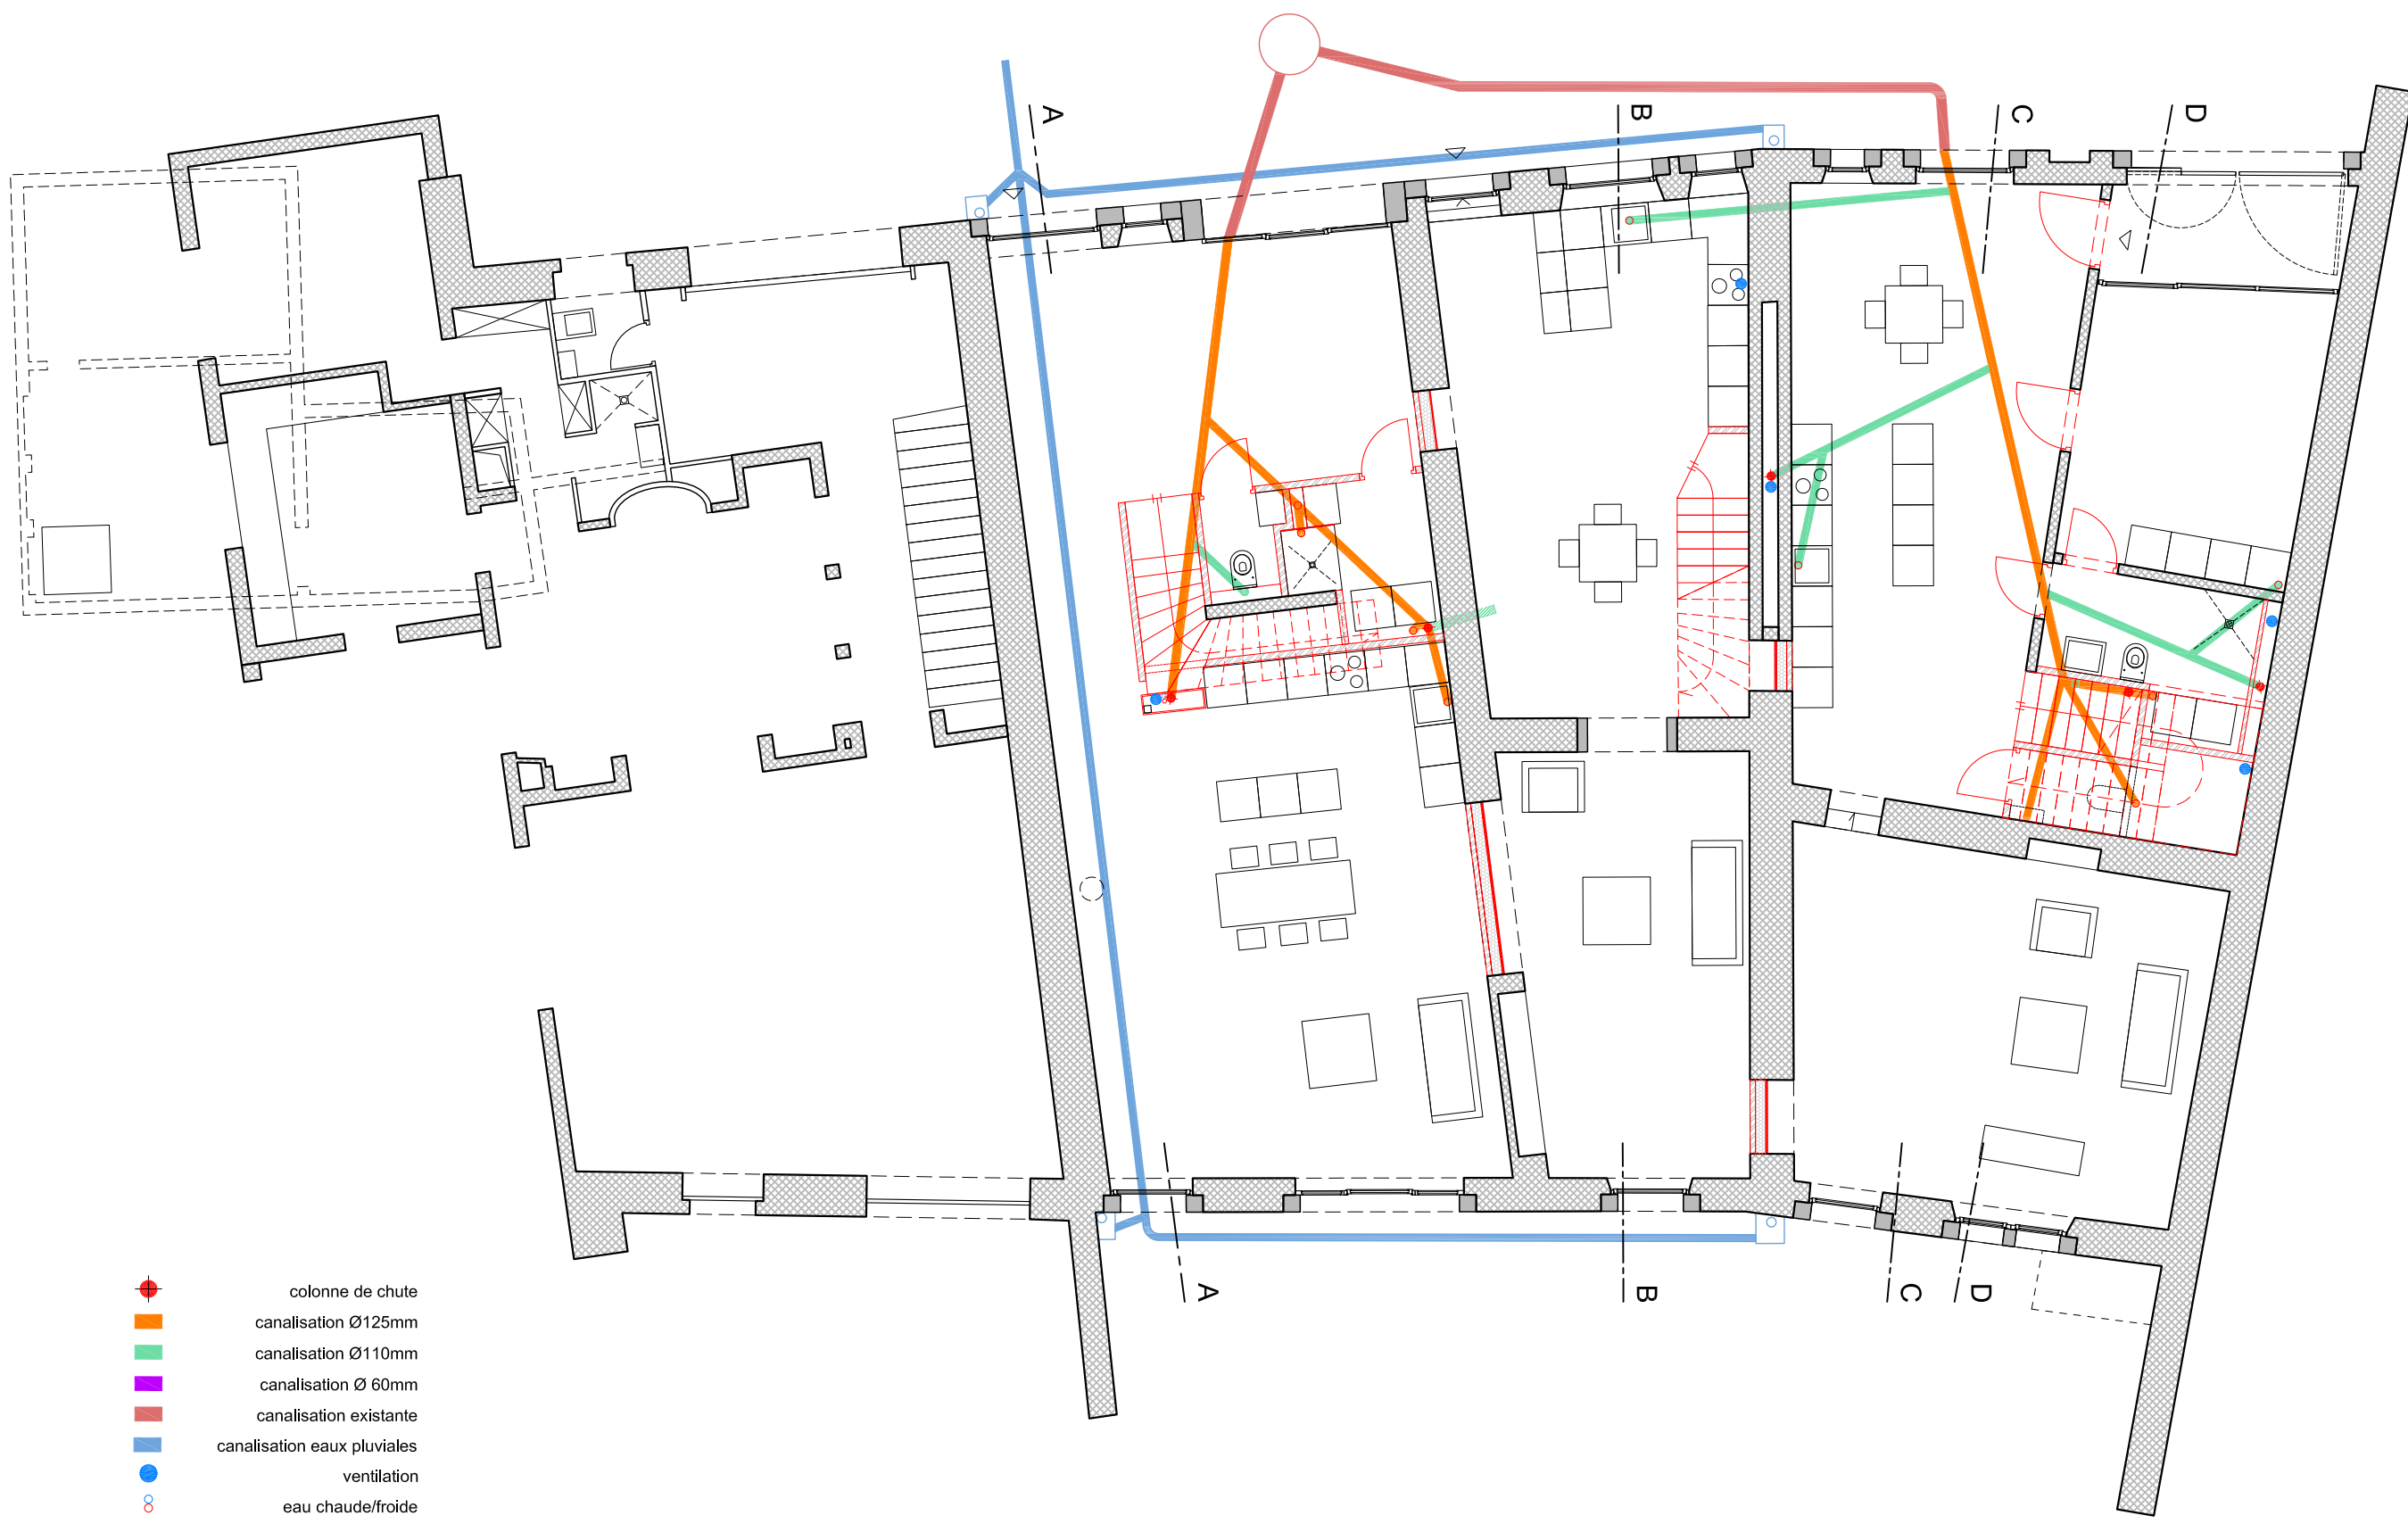 A
B
C
D
A
B
C
D
colonne de chute
canalisation Ø125mm
canalisation Ø110mm
canalisation Ø 60mm
canalisation existante
canalisation eaux pluviales
ventilation
eau chaude/froide